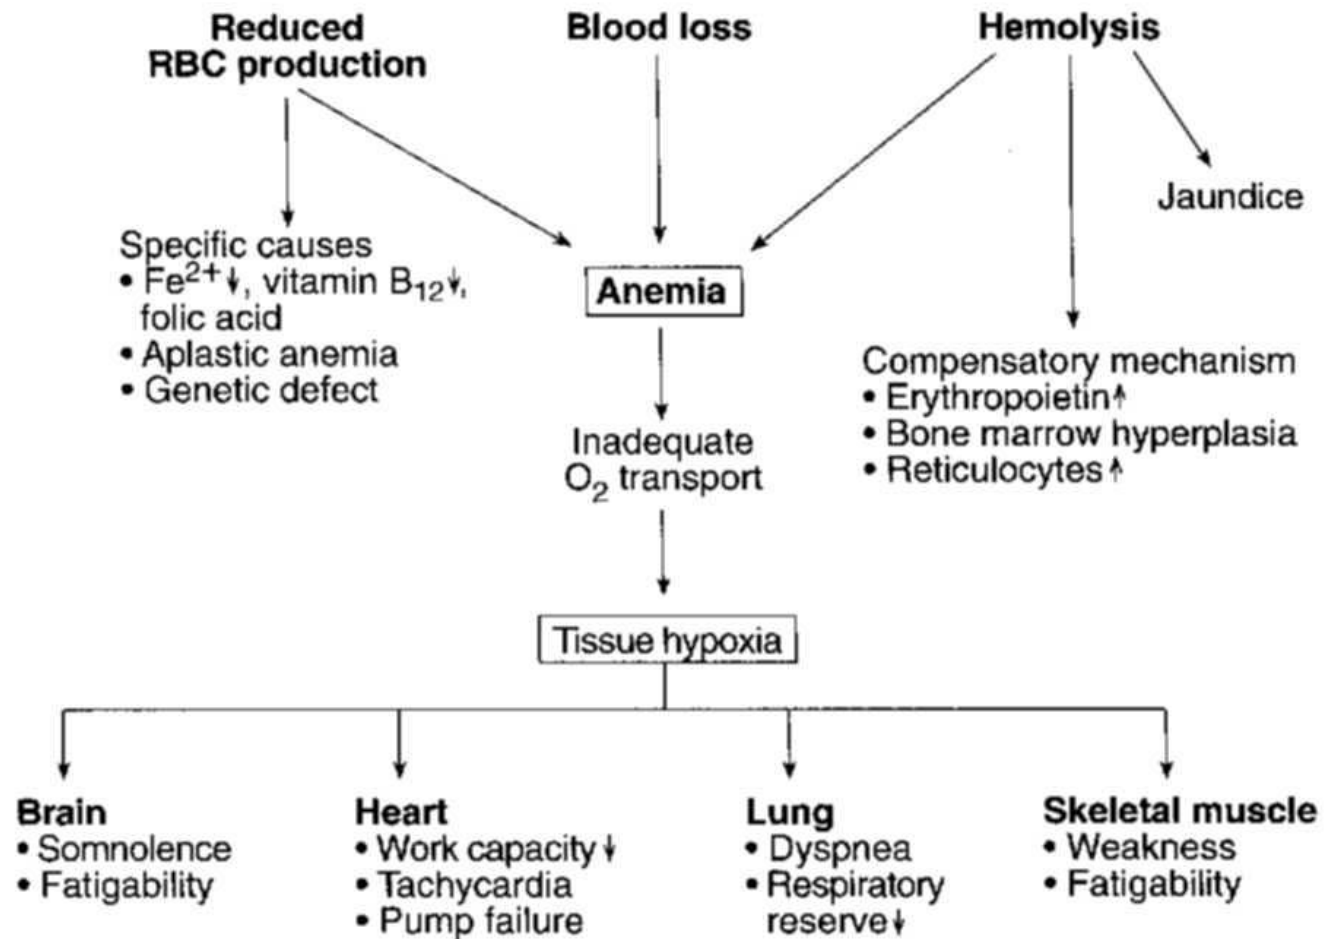 Reduced
RBC production
Blood loss
Hemolysis
Jaundice
Specific causes
• Fe²⁺↓, vitamin B₁₂↓,
folic acid
• Aplastic anemia
• Genetic defect
Anemia
Compensatory mechanism
• Erythropoietin↑
• Bone marrow hyperplasia
• Reticulocytes↑
Inadequate
O₂ transport
Tissue hypoxia
Brain
• Somnolence
• Fatigability
Heart
• Work capacity↓
• Tachycardia
• Pump failure
Lung
• Dyspnea
• Respiratory
reserve↓
Skeletal muscle
• Weakness
• Fatigability